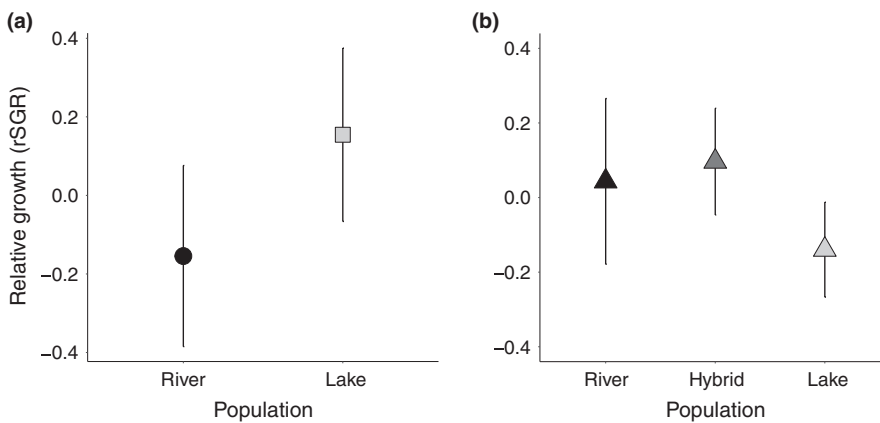 (a)
Relative growth (rSGR)
0.4
0.2
0.0
−0.2
−0.4
River Lake
Population
(b)
0.4
0.2
0.0
−0.2
−0.4
River Hybrid Lake
Population